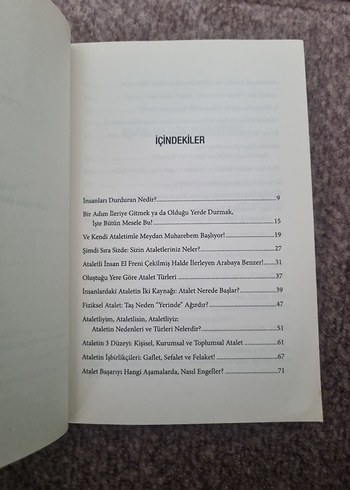 İÇİNDEKİLER
İnsanları Durduran Nedir? 9
Bir Adım İleriye Gitmek ya da Olduğu Yerde Durmak,
İşte Bütün Mesele Bu! 15
Ve Kendi Ataletimle Meydan Muharebem Başlıyor! 19
Şimdi Sıra Sizde: Sizin Ataletleriniz Neler? 27
Ataletli İnsan El Freni Çekilmiş Halde İlerleyen Arabaya Benzer! 31
Oluştuğu Yere Göre Atalet Türleri 37
İnsanlardaki Ataletin İki Kaynağı: Atalet Nerede Başlar? 39
Fiziksel Atalet: Taş Neden “Yerinde” Ağırdır? 47
Ataletliyim, Ataletlisin, Ataletliyiz:
Ataletin Nedenleri ve Türleri Nelerdir? 51
Ataletin 3 Düzeyi: Kişisel, Kurumsal ve Toplumsal Atalet 61
Ataletin İşbirlikçileri: Gaflet, Sefalet ve Felaket! 67
Atalet Başarıyı Hangi Aşamalarda, Nasıl Engeller? 71